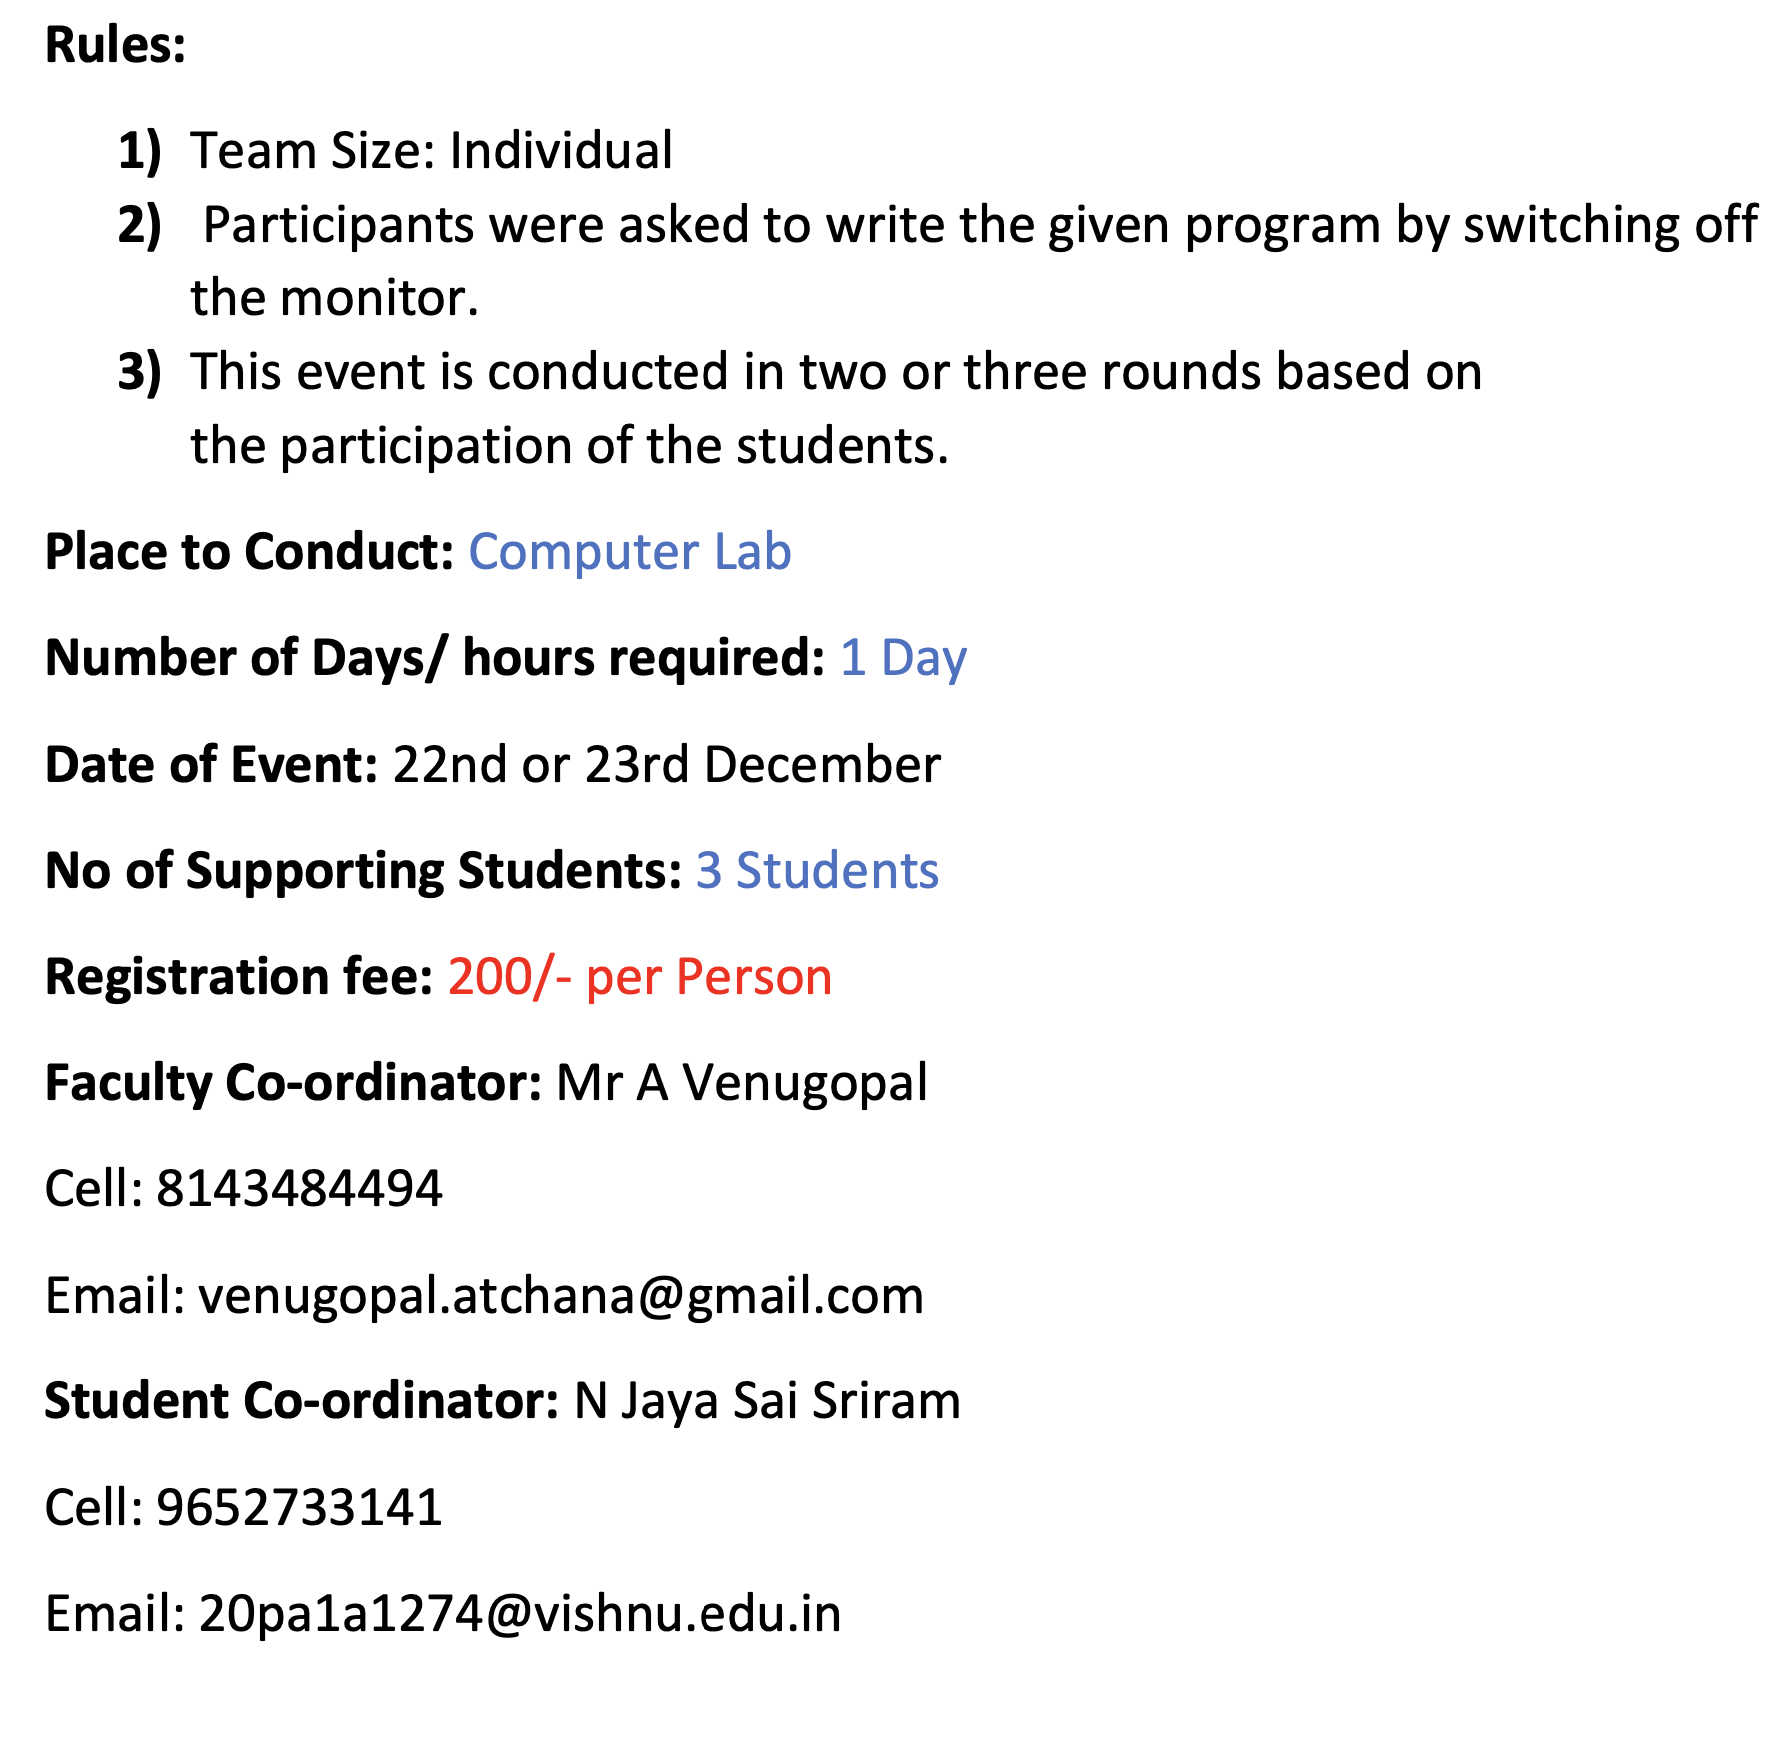 Rules:
1) Team Size: Individual
2) Participants were asked to write the given program by switching off
the monitor.
3) This event is conducted in two or three rounds based on
the participation of the students.
Place to Conduct: Computer Lab
Number of Days/ hours required: 1 Day
Date of Event: 22nd or 23rd December
No of Supporting Students: 3 Students
Registration fee: 200/- per Person
Faculty Co-ordinator: Mr A Venugopal
Cell: 8143484494
Email: venugopal.atchana@gmail.com
Student Co-ordinator: N Jaya Sai Sriram
Cell: 9652733141
Email: 20pa1a1274@vishnu.edu.in